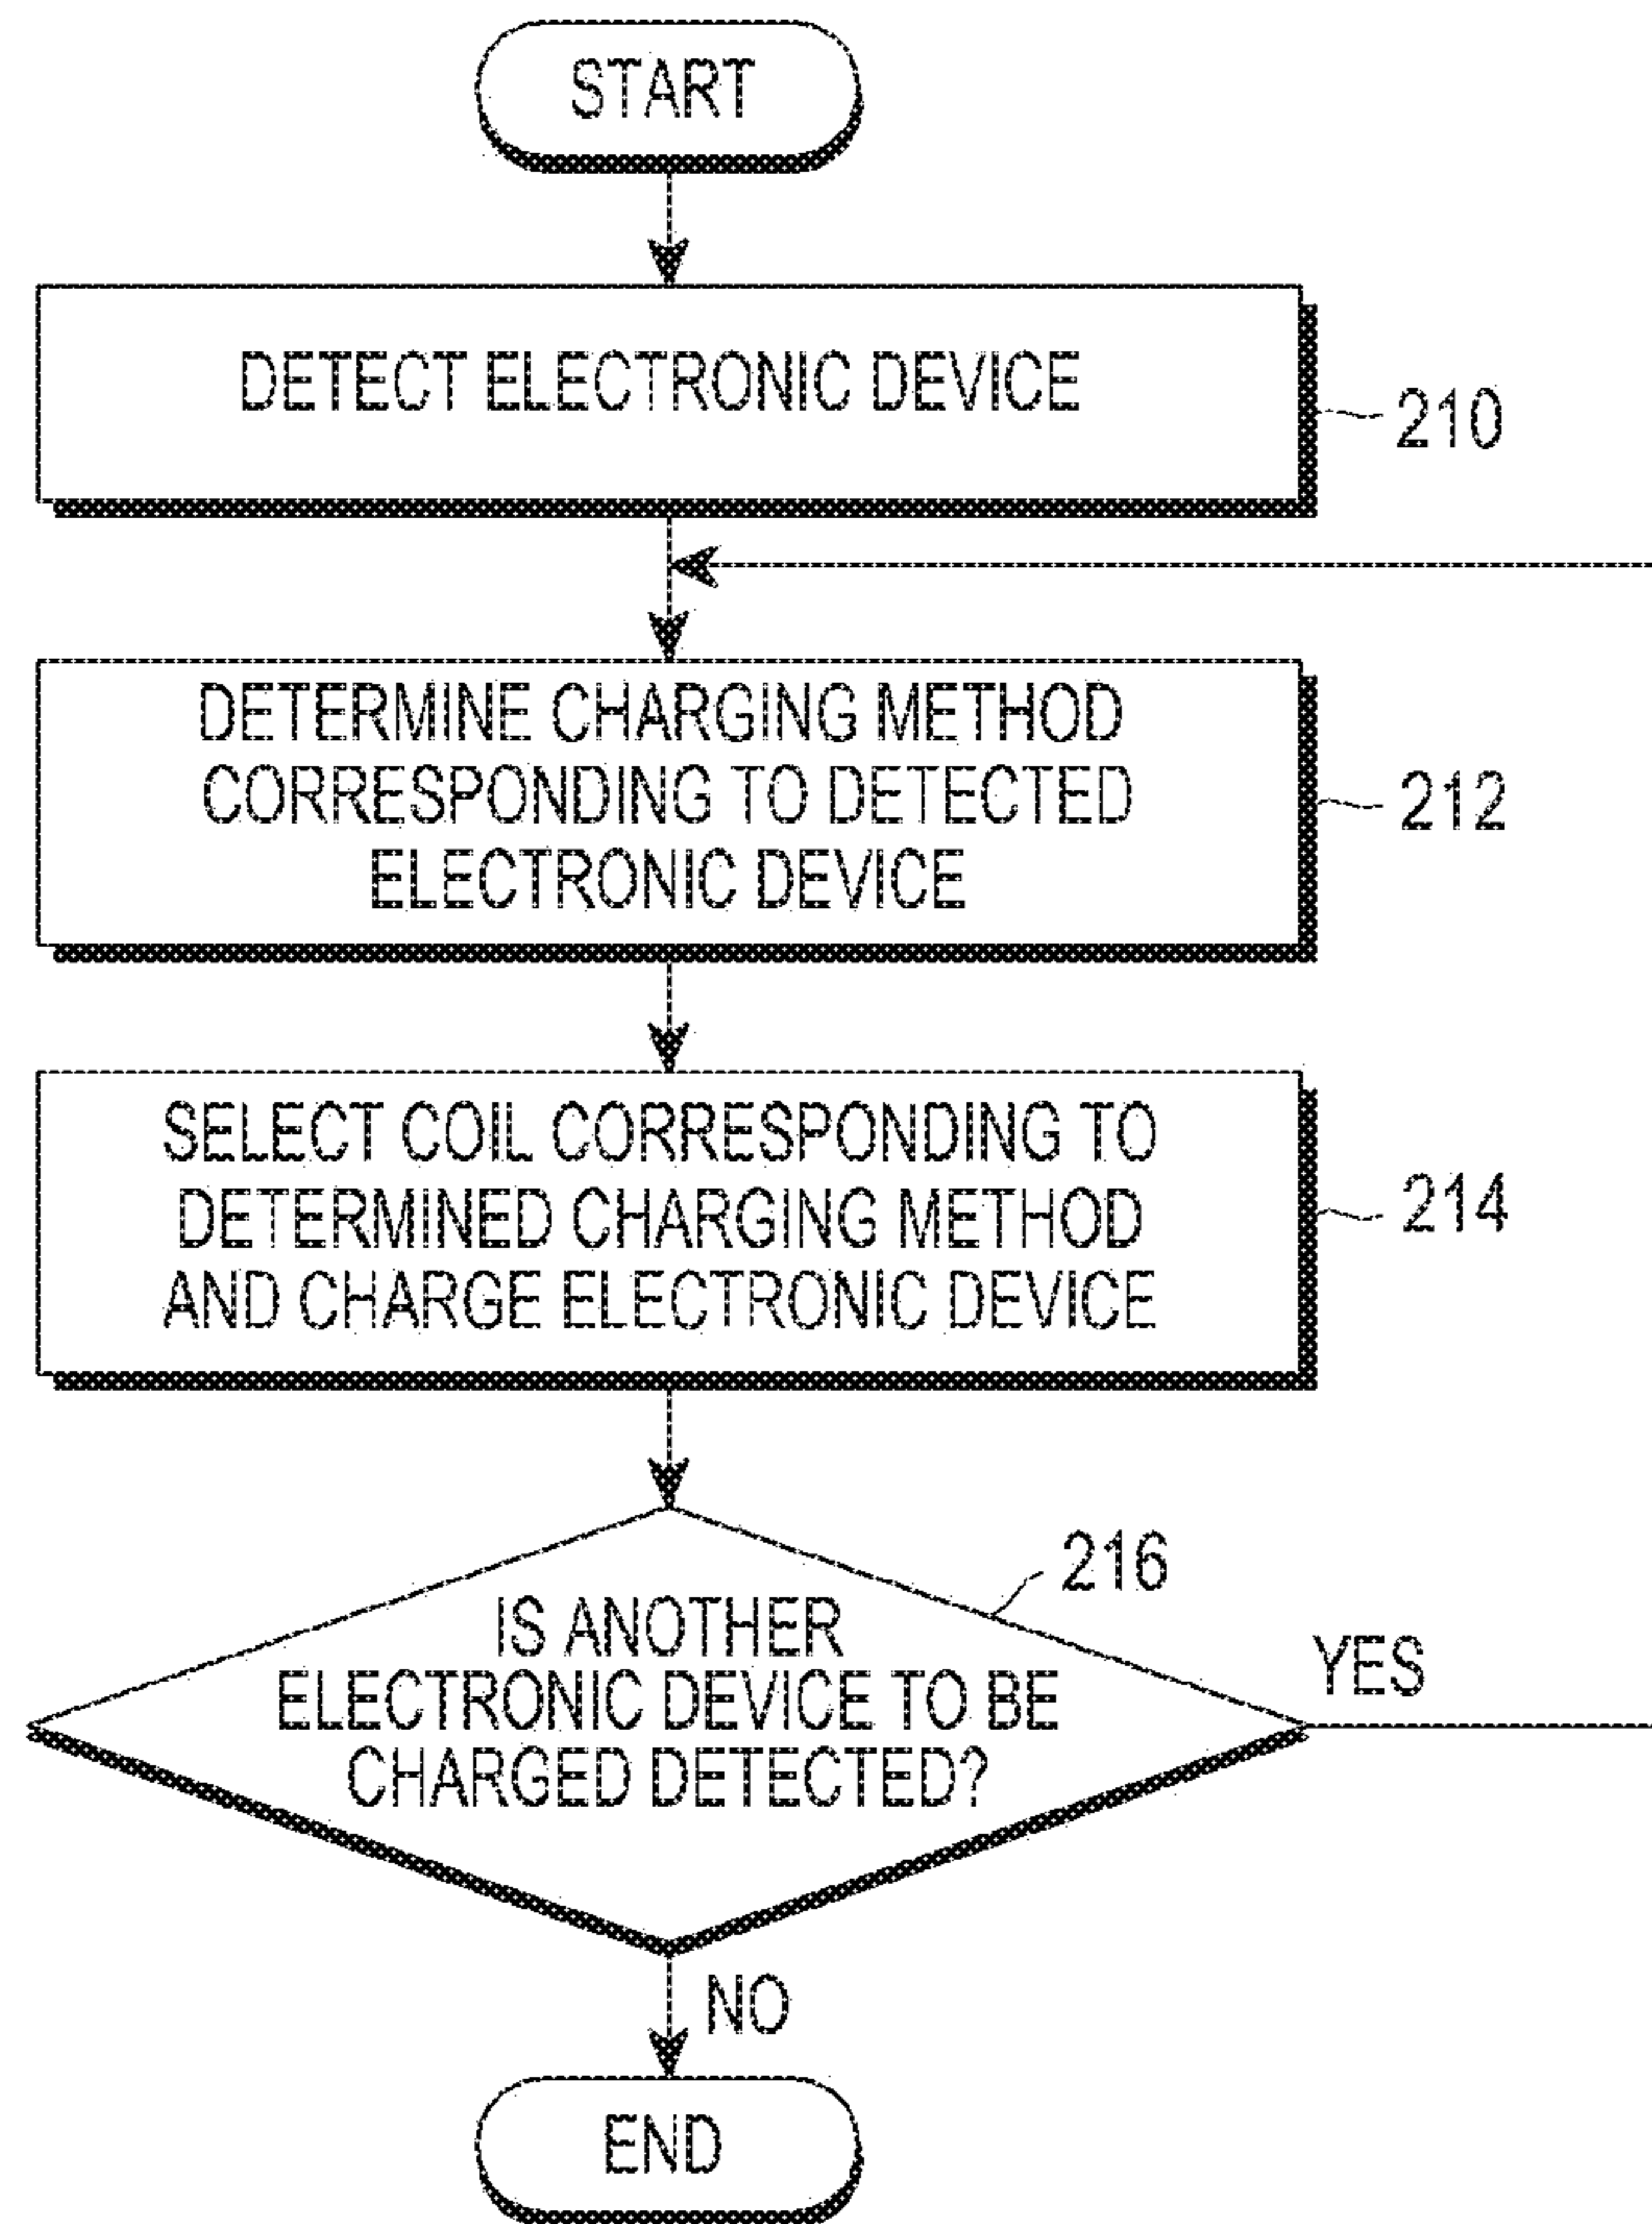 START
DETECT ELECTRONIC DEVICE
210
DETERMINE CHARGING METHOD
CORRESPONDING TO DETECTED
ELECTRONIC DEVICE
212
SELECT COIL CORRESPONDING TO
DETERMINED CHARGING METHOD
AND CHARGE ELECTRONIC DEVICE
214
216
IS ANOTHER
ELECTRONIC DEVICE TO BE
CHARGED DETECTED?
YES
NO
END